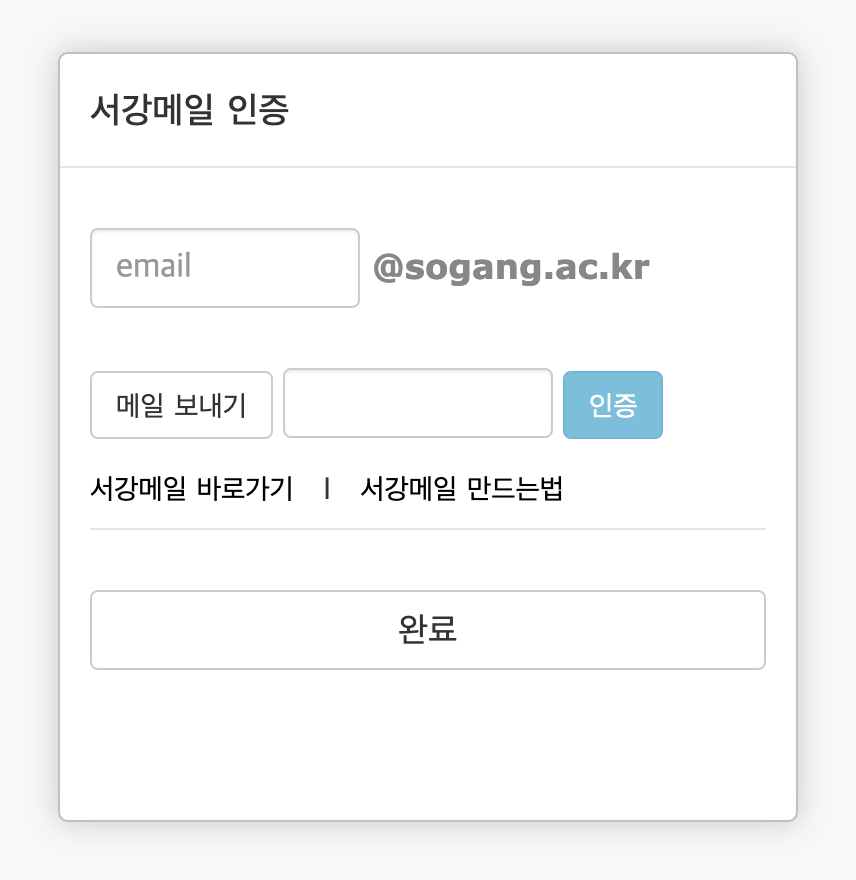 서강메일 인증
email @sogang.ac.kr
메일 보내기 인증
서강메일 바로가기 | 서강메일 만드는법
완료